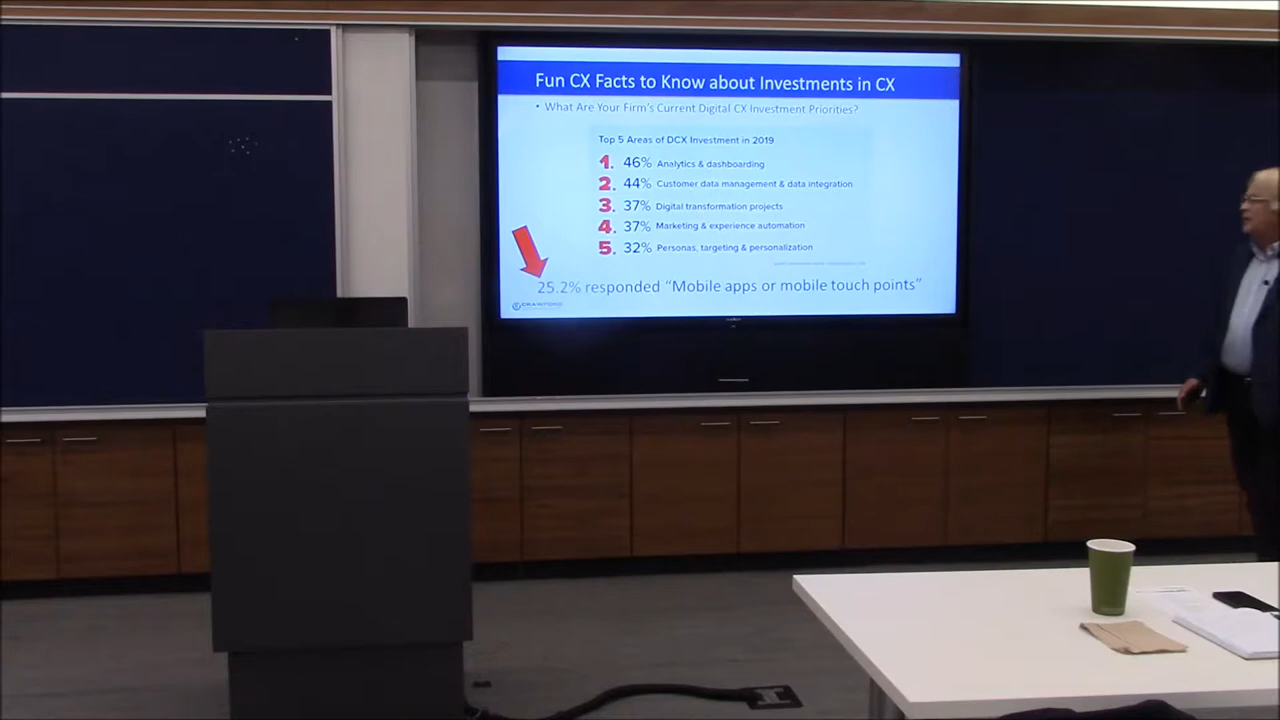 Fun CX Facts to Know about Investments in CX
• What Are Your Firm's Current Digital CX Investment Priorities?
Top 5 Areas of DCX Investment in 2019
1. 46% Analytics & dashboarding
2. 44% Customer data management & data integration
3. 37% Digital transformation projects
4. 37% Marketing & experience automation
5. 32% Personas, targeting & personalization
25.2% responded “Mobile apps or mobile touch points”
CRAWFORD